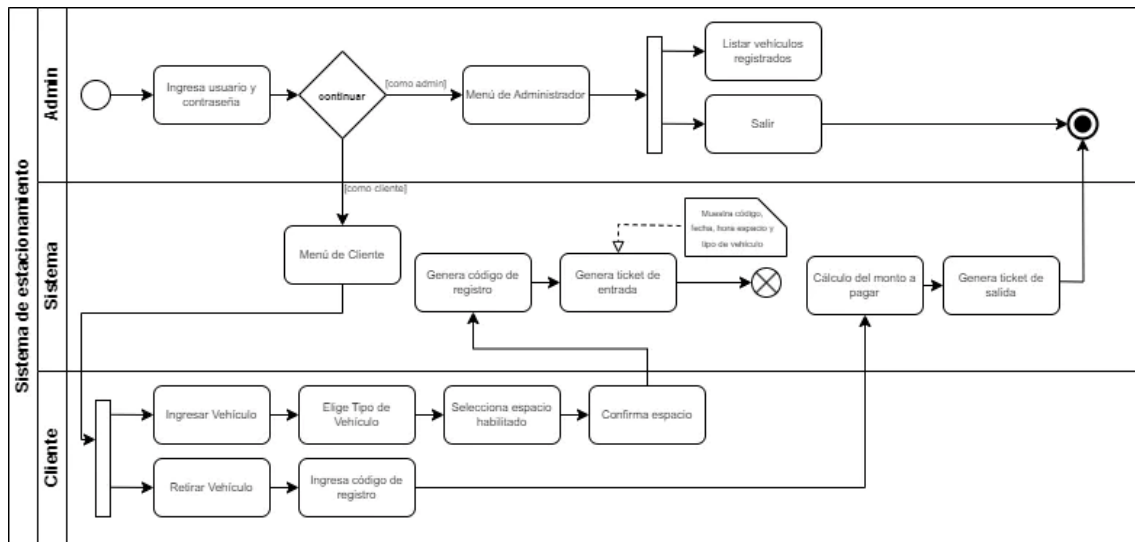 Sistema de estacionamiento
Admin
Ingresa usuario y
contraseña
continuar
[como admin]
Menú de Administrador
Listar vehículos
registrados
Salir
[como cliente]
Sistema
Menú de Cliente
Genera código de
registro
Genera ticket de
entrada
Muestra código,
fecha, hora espacio y
tipo de vehículo
Cálculo del monto a
pagar
Genera ticket de
salida
Cliente
Ingresar Vehículo
Elige Tipo de
Vehículo
Selecciona espacio
habilitado
Confirma espacio
Retirar Vehículo
Ingresa código de
registro